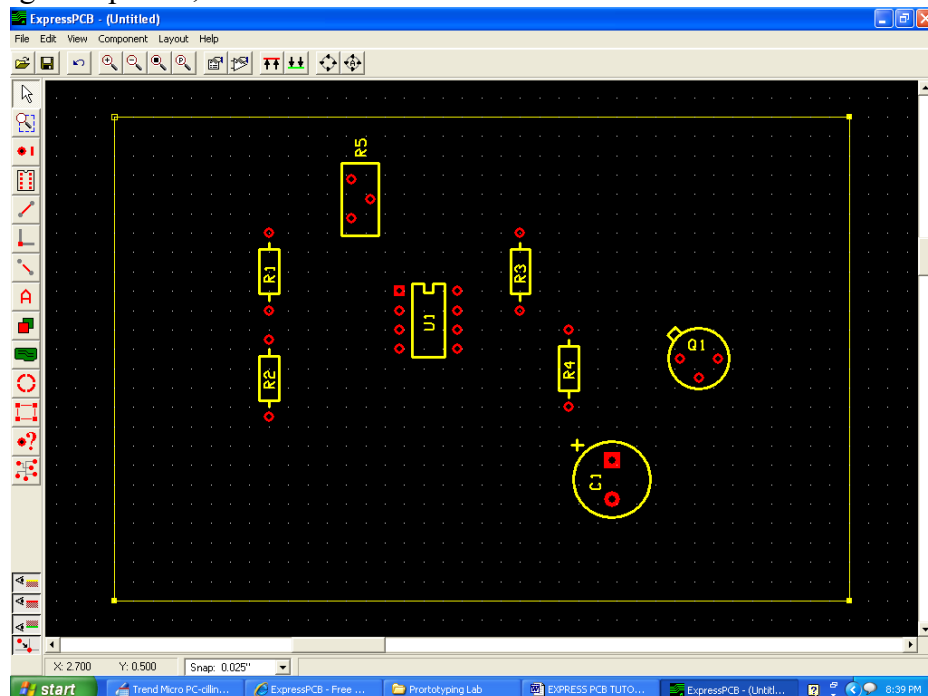 ExpressPCB - (Untitled)
File Edit View Component Layout Help
R5
R1
R3
U1
Q1
R2
R4
C1
X: 2.700 Y: 0.500 Snap: 0.025"
start Trend Micro PC-cillin... ExpressPCB - Free ... Prortotyping Lab EXPRESS PCB TUTO... ExpressPCB - (Untitl... 8:39 PM